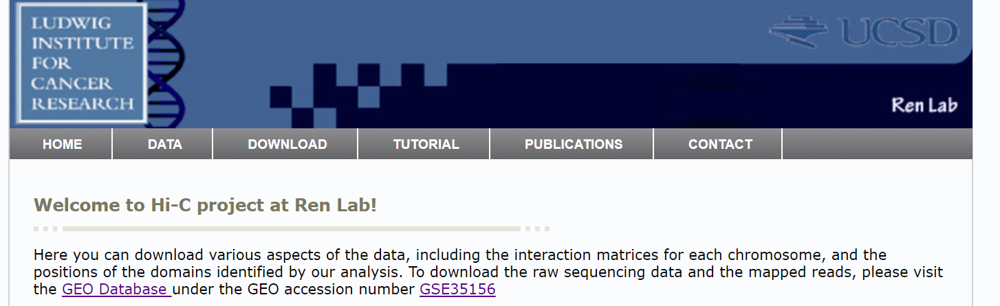 LUDWIG
INSTITUTE
FOR
CANCER
RESEARCH
UCSD
Ren Lab
HOME DATA DOWNLOAD TUTORIAL PUBLICATIONS CONTACT
Welcome to Hi-C project at Ren Lab!
Here you can download various aspects of the data, including the interaction matrices for each chromosome, and the
positions of the domains identified by our analysis. To download the raw sequencing data and the mapped reads, please visit
the GEO Database under the GEO accession number GSE35156